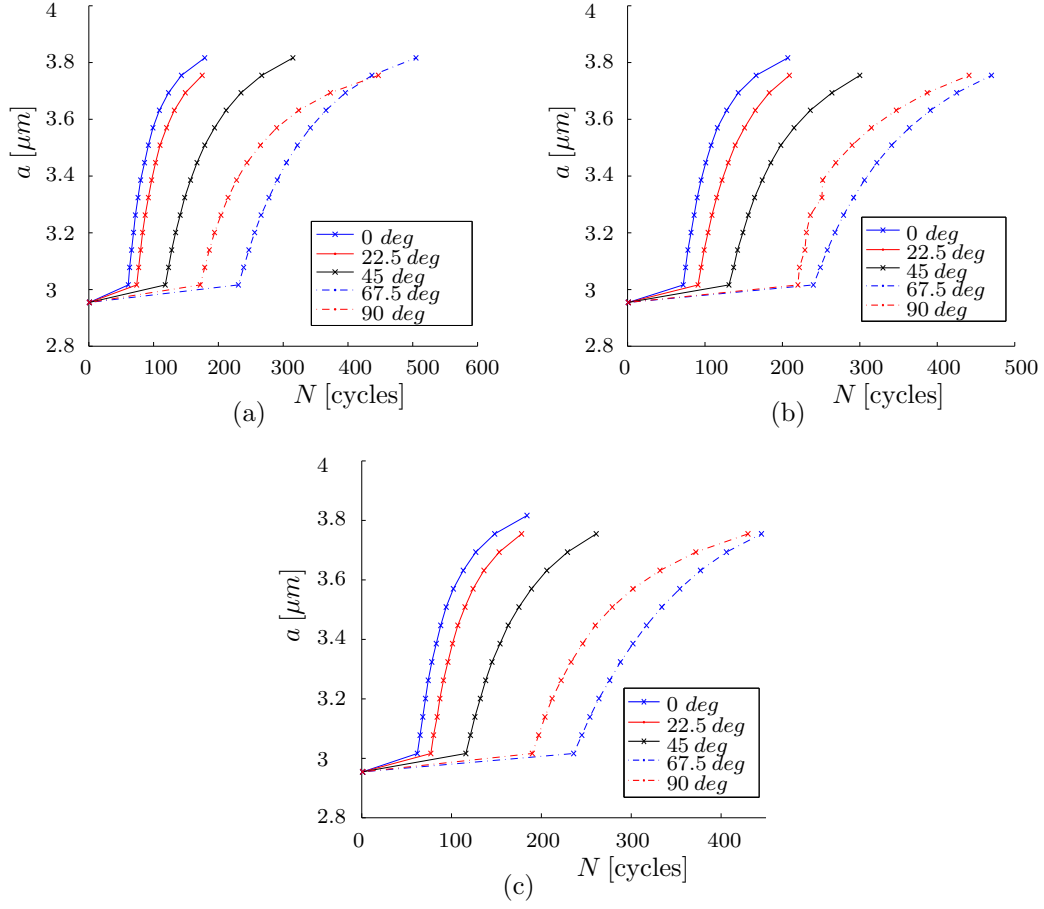 4
3.8
3.6
3.4
3.2
3
2.8
a [μm]
0 100 200 300 400 500 600
N [cycles]
0 deg
22.5 deg
45 deg
67.5 deg
90 deg
(a)
4
3.8
3.6
3.4
3.2
3
2.8
a [μm]
0 100 200 300 400 500
N [cycles]
0 deg
22.5 deg
45 deg
67.5 deg
90 deg
(b)
4
3.8
3.6
3.4
3.2
3
2.8
a [μm]
0 100 200 300 400
N [cycles]
0 deg
22.5 deg
45 deg
67.5 deg
90 deg
(c)